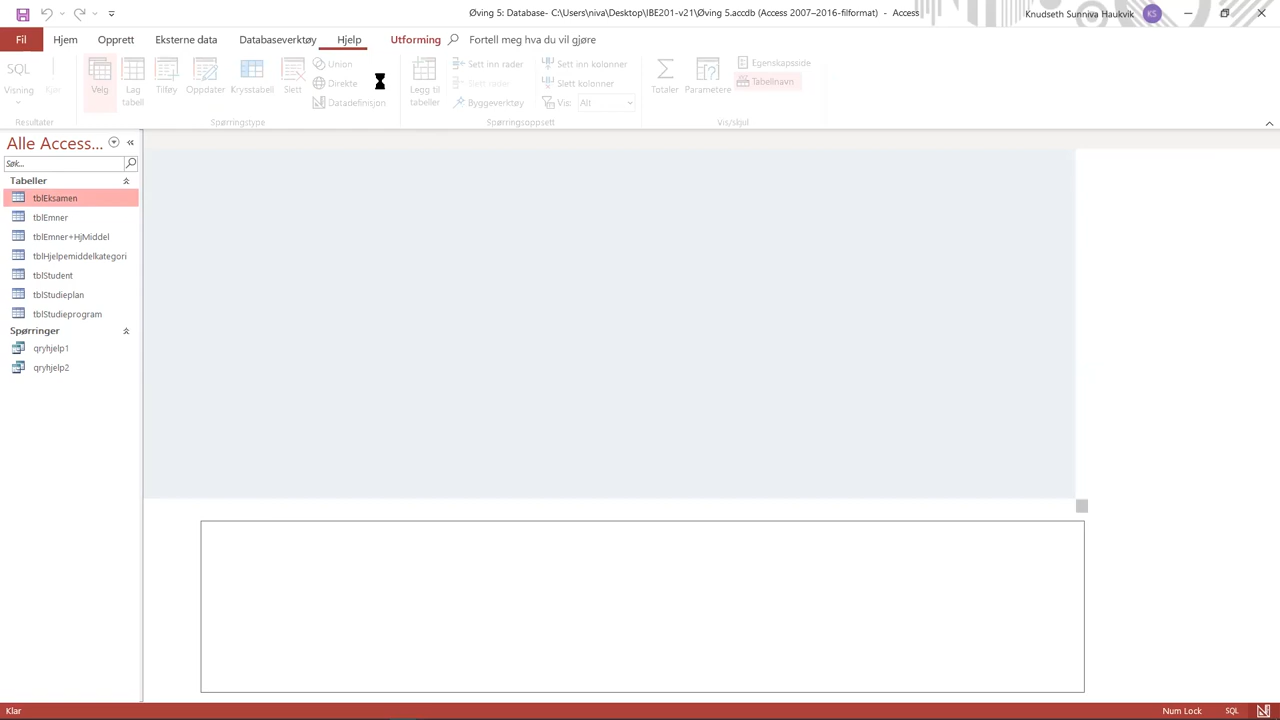 Øving 5: Database- C:\Users\niva\Desktop\IBE201-v21\Øving 5.accdb (Access 2007–2016-filformat) - Access
Knudseth Sunniva Haukvik
KS
Fil
Hjem
Opprett
Eksterne data
Databaseverktøy
Hjelp
Utforming
Fortell meg hva du vil gjøre
SQL
Visning
Resultater
Velg
Lag tabell
Tilføy
Oppdater
Krysstabell
Slett
Union
Direkte
Datadefinisjon
Spørringstype
Legg til tabeller
Sett inn rader
Slett rader
Byggeverktøy
Sett inn kolonner
Slett kolonner
Vis: Alt
Spørringsoppsett
Totaler
Parametere
Egenskapsside
Tabellnavn
Vis/skjul
Alle Access...
Søk...
Tabeller
tblEksamen
tblEmner
tblEmner+HjMiddel
tblHjelpemiddelkategori
tblStudent
tblStudieplan
tblStudieprogram
Spørringer
qryhjelp1
qryhjelp2
Klar
Num Lock
SQL